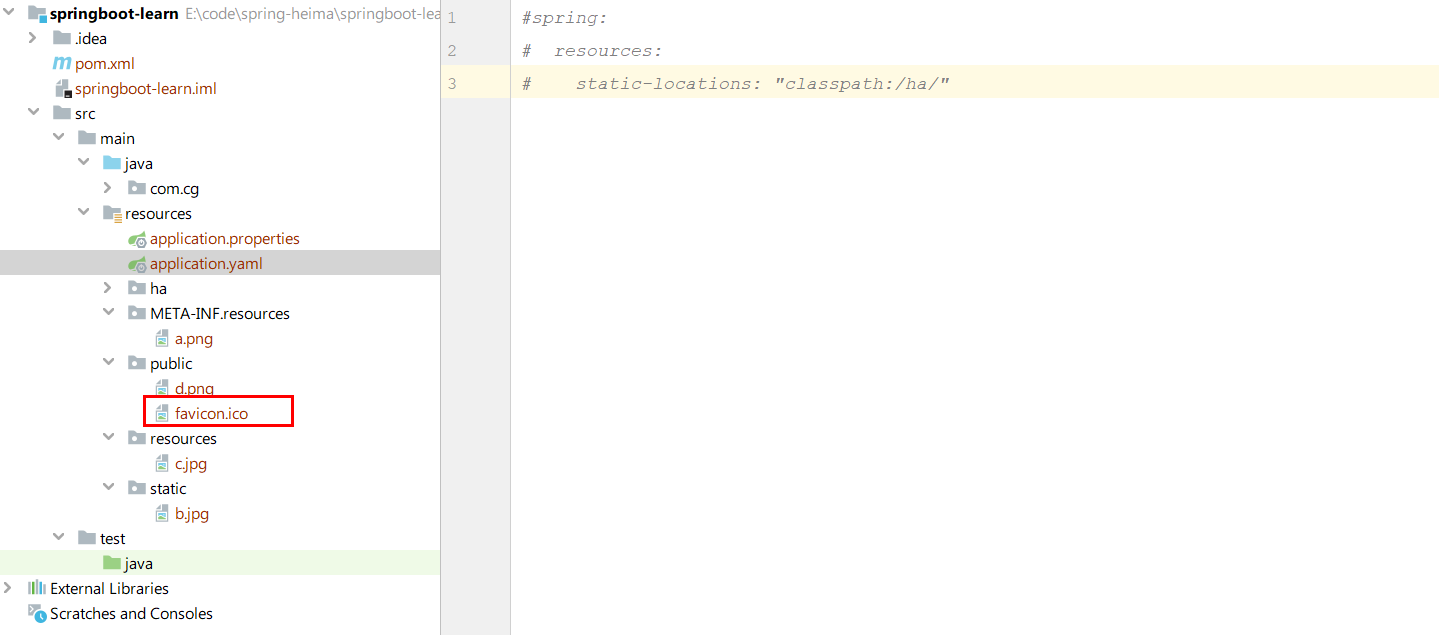 springboot-learn E:\code\spring-heima\springboot-lea
.idea
pom.xml
springboot-learn.iml
src
main
java
com.cg
resources
application.properties
application.yaml
ha
META-INF.resources
a.png
public
d.png
favicon.ico
resources
c.jpg
static
b.jpg
test
java
External Libraries
Scratches and Consoles
1 #spring:
2 #  resources:
3 #    static-locations: "classpath:/ha/"